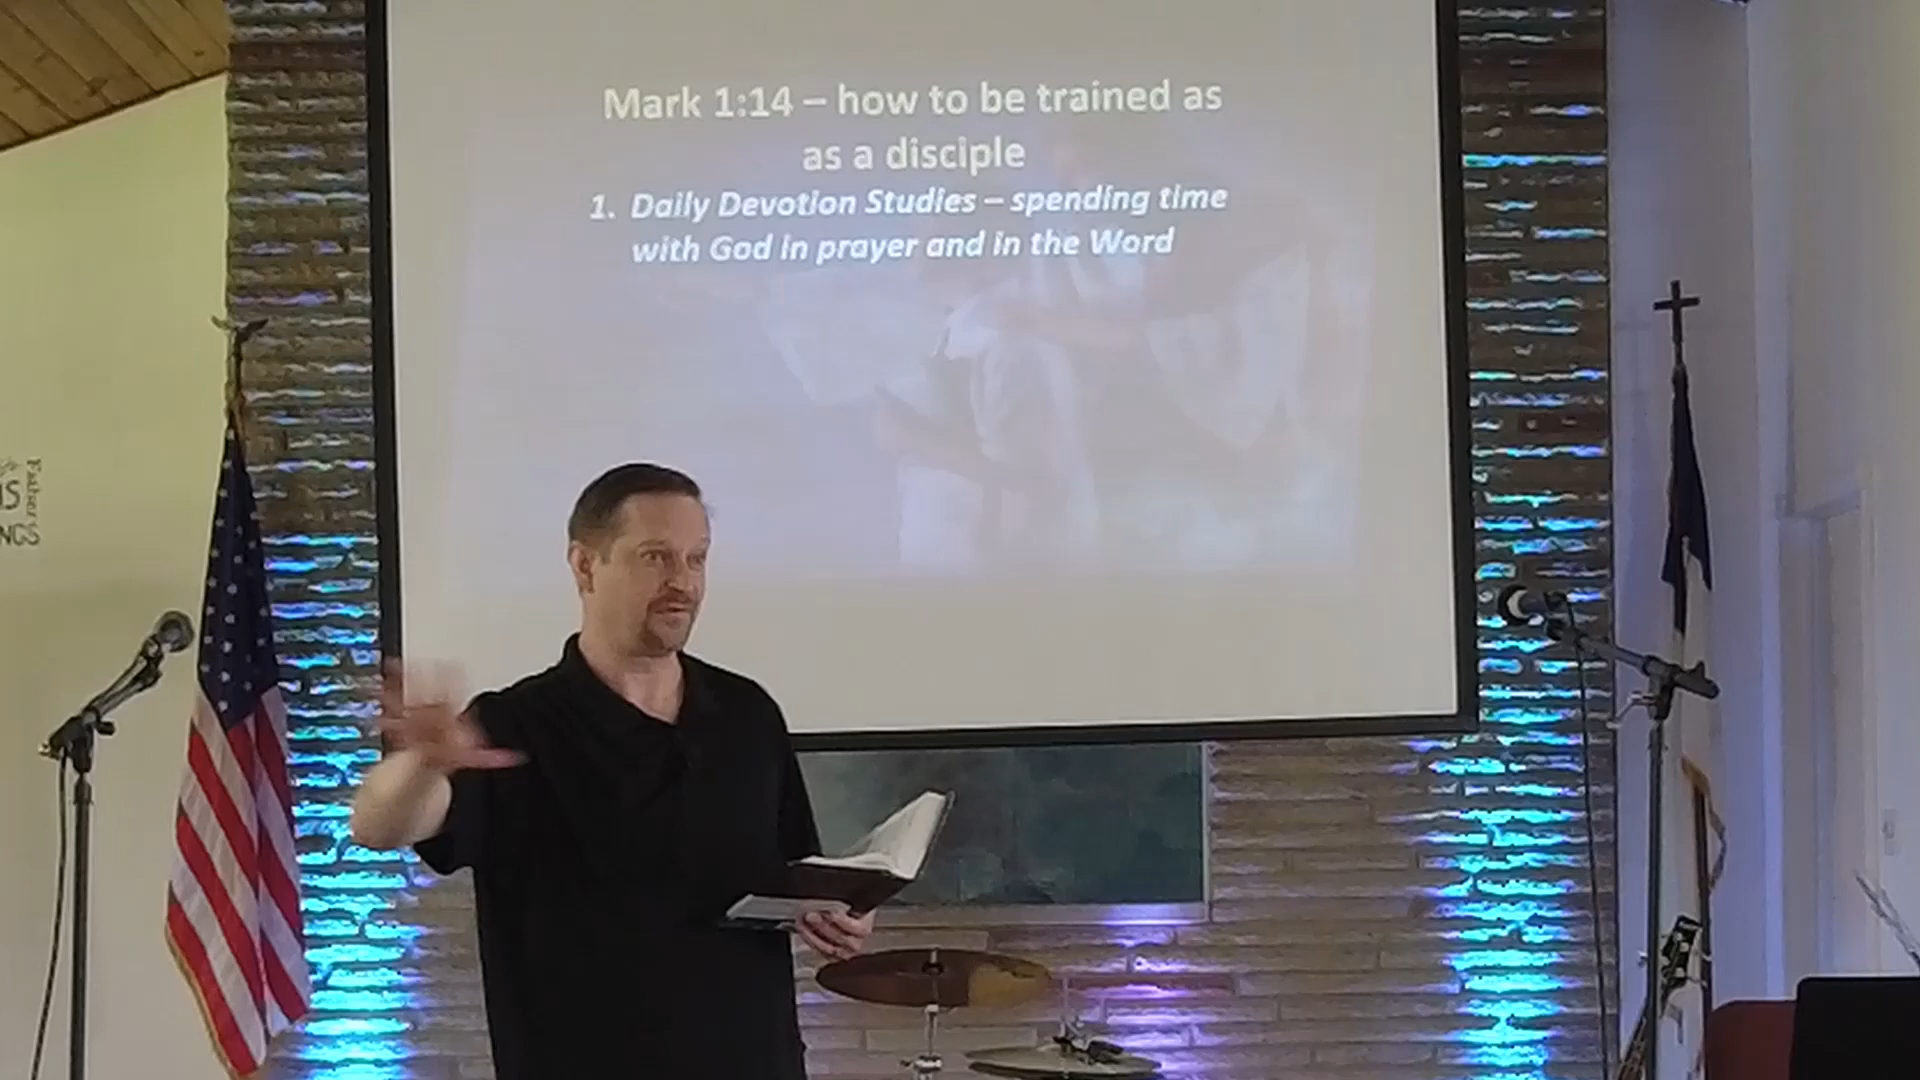 Mark 1:14 – how to be trained as
as a disciple
1. Daily Devotion Studies – spending time
with God in prayer and in the Word
Father's